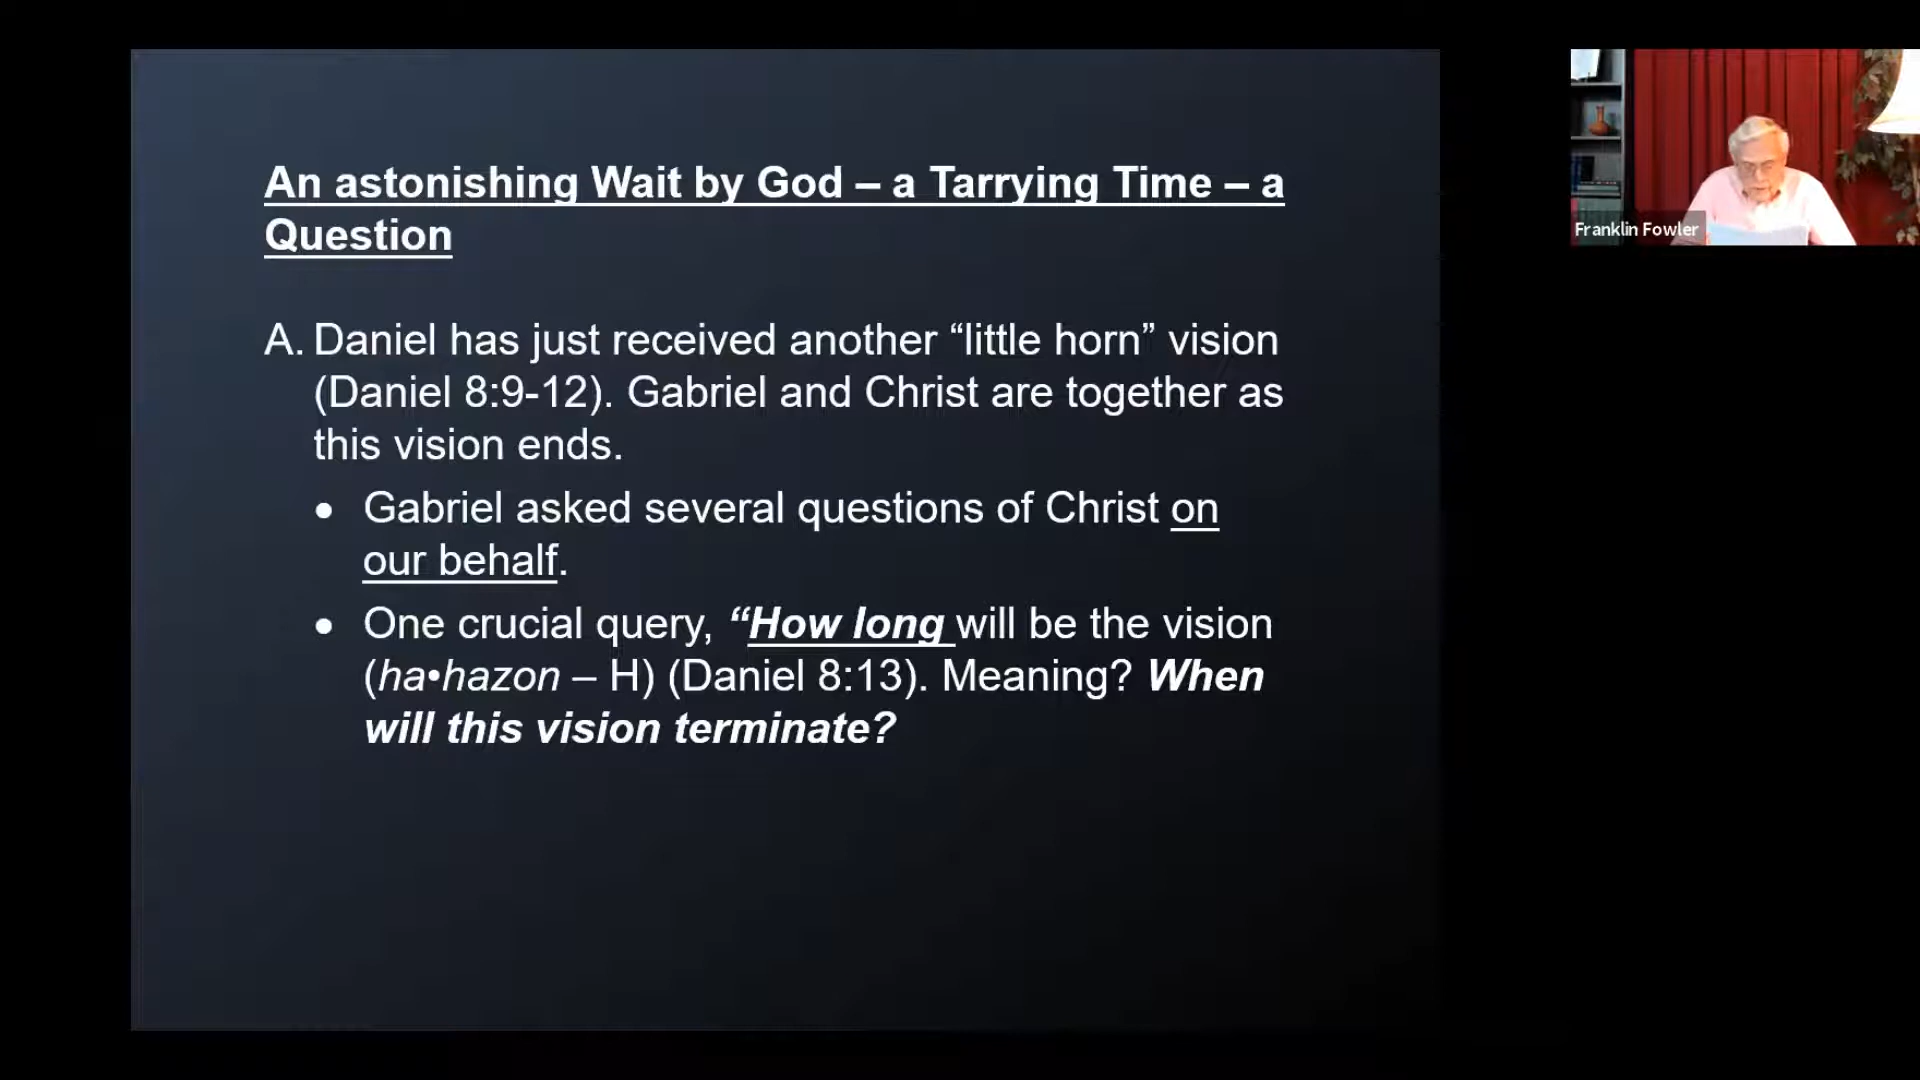 An astonishing Wait by God – a Tarrying Time – a
Question
A. Daniel has just received another “little horn” vision
(Daniel 8:9-12). Gabriel and Christ are together as
this vision ends.
• Gabriel asked several questions of Christ on
our behalf.
• One crucial query, “How long will be the vision
(ha•hazon – H) (Daniel 8:13). Meaning? When
will this vision terminate?
Franklin Fowler